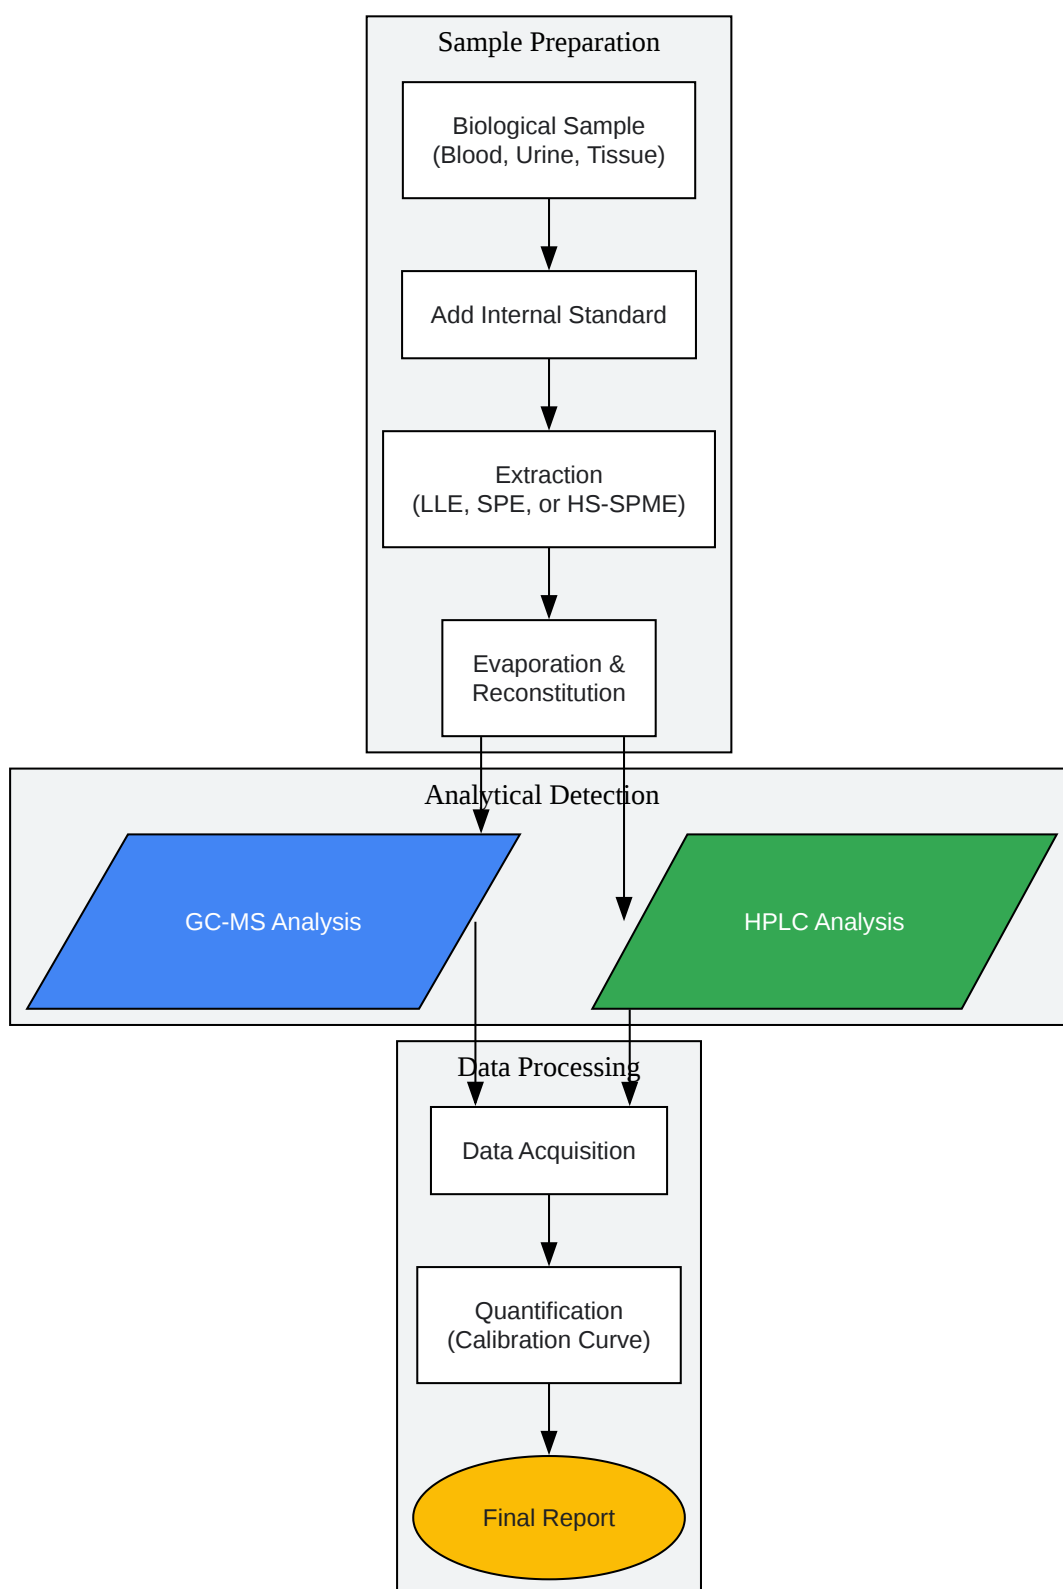 Sample Preparation
Biological Sample
(Blood, Urine, Tissue)
Add Internal Standard
Extraction
(LLE, SPE, or HS-SPME)
Evaporation &
Reconstitution
Analytical Detection
GC-MS Analysis
HPLC Analysis
Data Processing
Data Acquisition
Quantification
(Calibration Curve)
Final Report